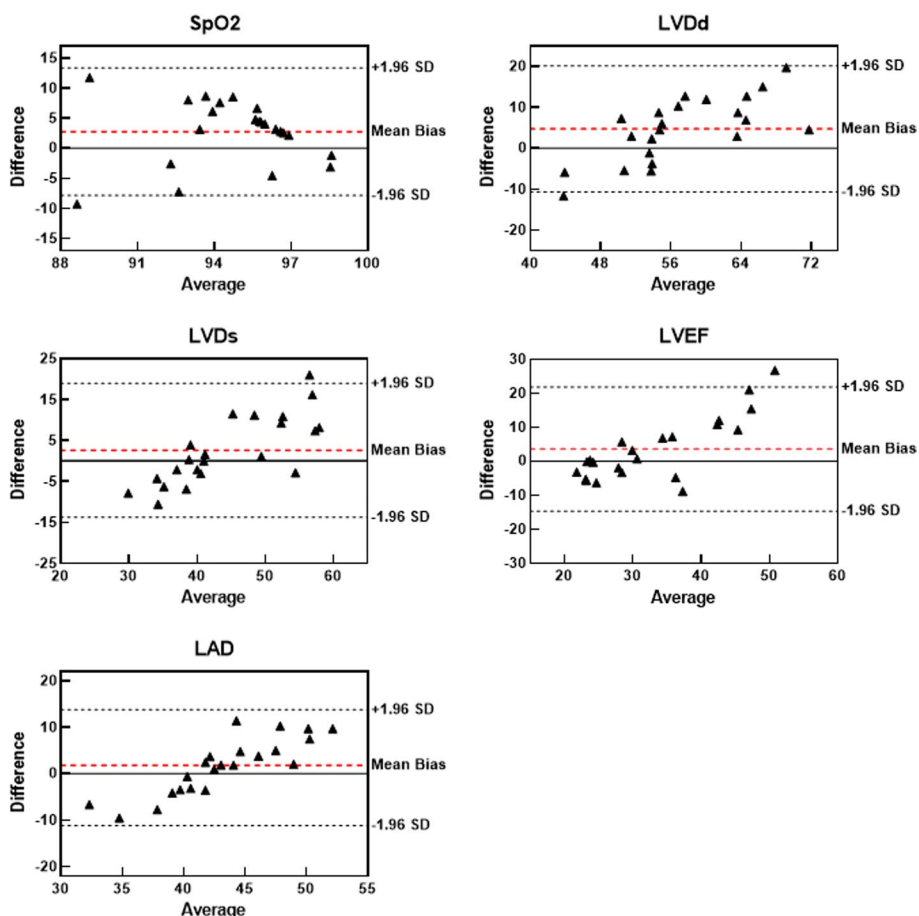 SpO2
15
10
5
0
-5
-10
-15
Difference
+1.96 SD
Mean Bias
-1.96 SD
88 91 94 97 100
Average
LVDd
20
10
0
-10
-20
Difference
+1.96 SD
Mean Bias
-1.96 SD
40 48 56 64 72
Average
LVDs
25
15
5
-5
-15
-25
Difference
+1.96 SD
Mean Bias
-1.96 SD
20 30 40 50 60
Average
LVEF
30
20
10
0
-10
-20
-30
Difference
+1.96 SD
Mean Bias
-1.96 SD
20 30 40 50 60
Average
LAD
20
10
0
-10
-20
Difference
+1.96 SD
Mean Bias
-1.96 SD
30 35 40 45 50 55
Average